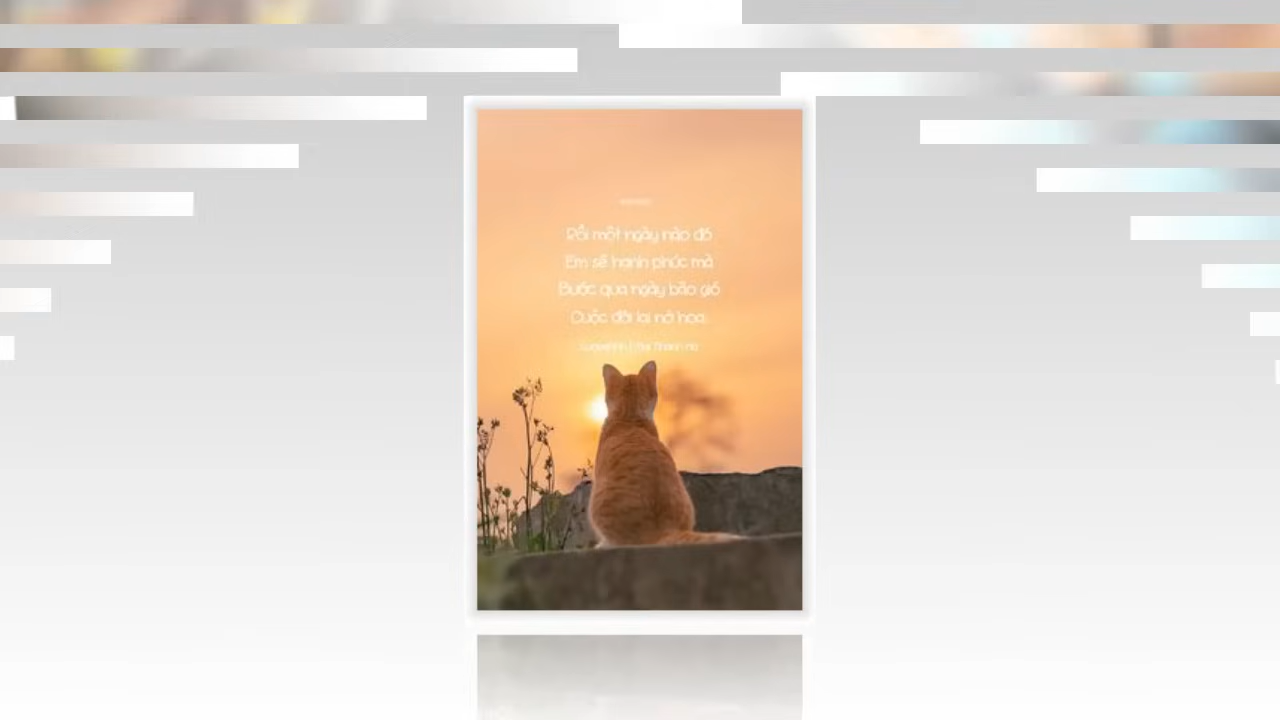 Rồi một ngày nào đó
Em sẽ hạnh phúc mà
Bước qua ngày bão gió
Cuộc đời lại nở hoa.